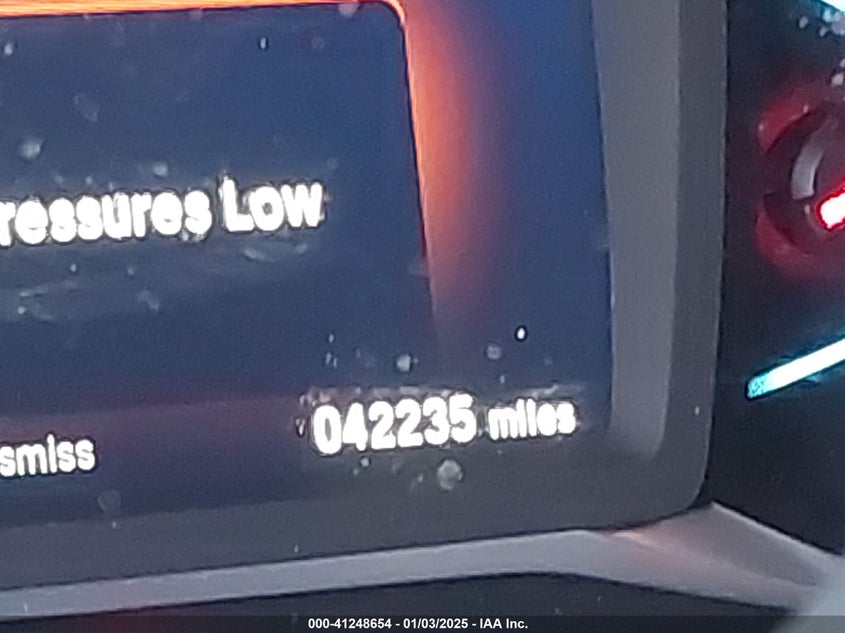 ressures Low
042235 miles
smiss
000-41248654 - 01/03/2025 - IAA Inc.